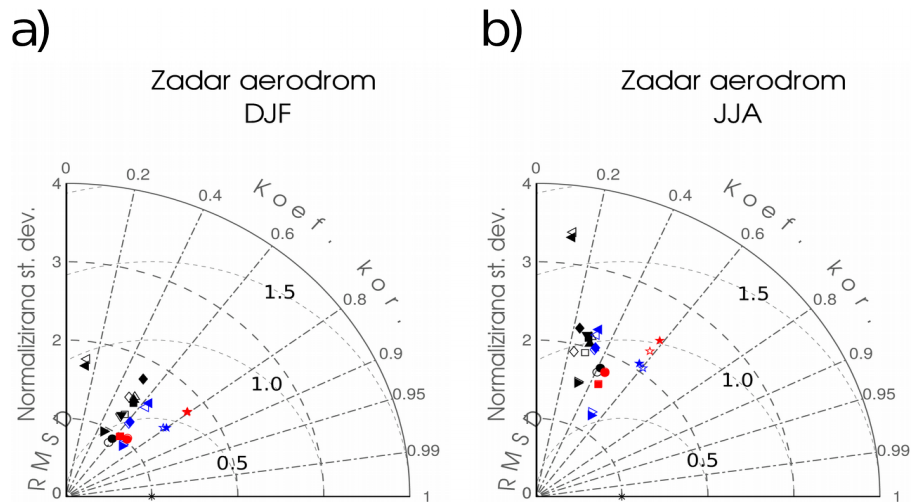 a)
Zadar aerodrom
DJF
0
0.2
0.4
0.6
0.8
0.9
0.95
0.99
1
Koef. kor.
4
3
2
1
0
Normalizirana st. dev.
RMSD
1.5
1.0
0.5
b)
Zadar aerodrom
JJA
0
0.2
0.4
0.6
0.8
0.9
0.95
0.99
1
Koef. kor.
4
3
2
1
0
Normalizirana st. dev.
RMSD
1.5
1.0
0.5